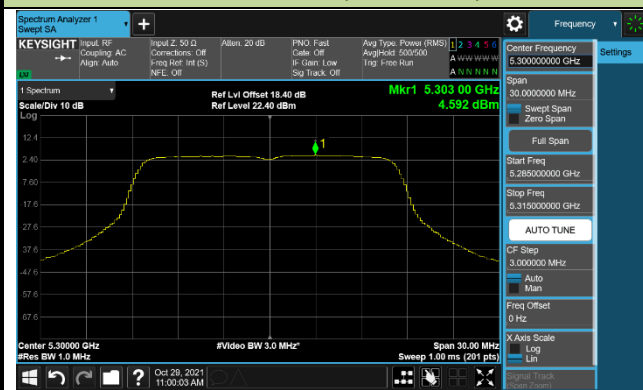 Spectrum Analyzer 1
Swept SA
+
Frequency
KEYSIGHT
Input: RF
Coupling: AC
Align: Auto
Input Z: 50 Ω
Corrections: Off
Freq Ref: Int (S)
NFE: Off
Atten: 20 dB
PNO: Fast
Gate: Off
IF Gain: Low
Sig Track: Off
Avg Type: Power (RMS)
Avg|Hold: 500/500
Trig: Free Run
1 2 3 4 5 6
A W W W W W
A N N N N N
1 Spectrum
Scale/Div 10 dB
Log
Ref Lvl Offset 18.40 dB
Ref Level 22.40 dBm
Mkr1 5.303 00 GHz
4.592 dBm
1
12.4
2.40
-7.60
-17.6
-27.6
-37.6
-47.6
-57.6
-67.6
Center 5.30000 GHz
#Res BW 1.0 MHz
#Video BW 3.0 MHz*
Span 30.00 MHz
Sweep 1.00 ms (201 pts)
Center Frequency
5.300000000 GHz
Span
30.0000000 MHz
Swept Span
Zero Span
Full Span
Start Freq
5.285000000 GHz
Stop Freq
5.315000000 GHz
AUTO TUNE
CF Step
3.000000 MHz
Auto
Man
Freq Offset
0 Hz
X Axis Scale
Log
Lin
Signal Track
(Span Zoom)
Settings
?
Oct 29, 2021
11:00:03 AM